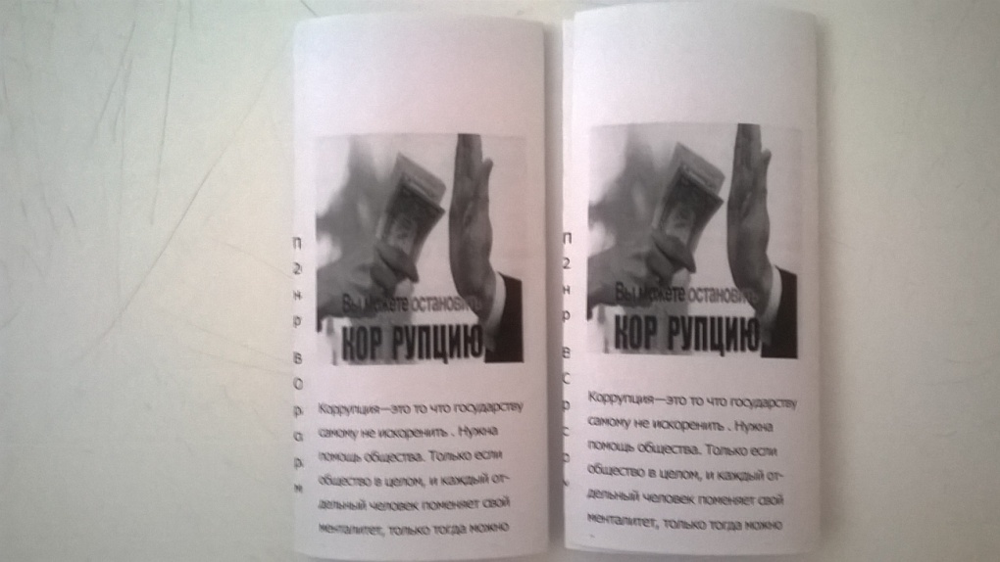 Вы можете остановить
КОР РУПЦИЮ
Коррупция—это то что государству
самому не искоренить . Нужна
помощь общества. Только если
общество в целом, и каждый от-
дельный человек поменяет свой
менталитет, только тогда можно
П
2
н
р
В
О
р
с
р
м
Вы можете остановить
КОР РУПЦИЮ
Коррупция—это то что государству
самому не искоренить . Нужна
помощь общества. Только если
общество в целом, и каждый от-
дельный человек поменяет свой
менталитет, только тогда можно
П
2
н
р
В
С
р
с